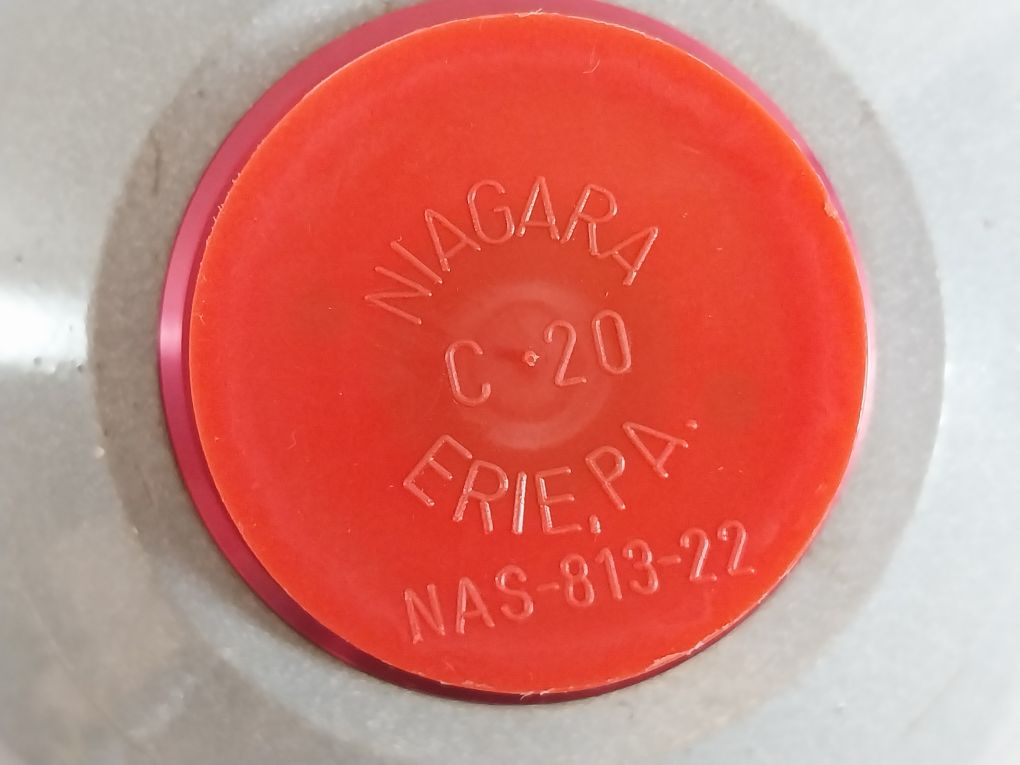 NIAGARA
C-20
ERIE, PA.
NAS-813-22